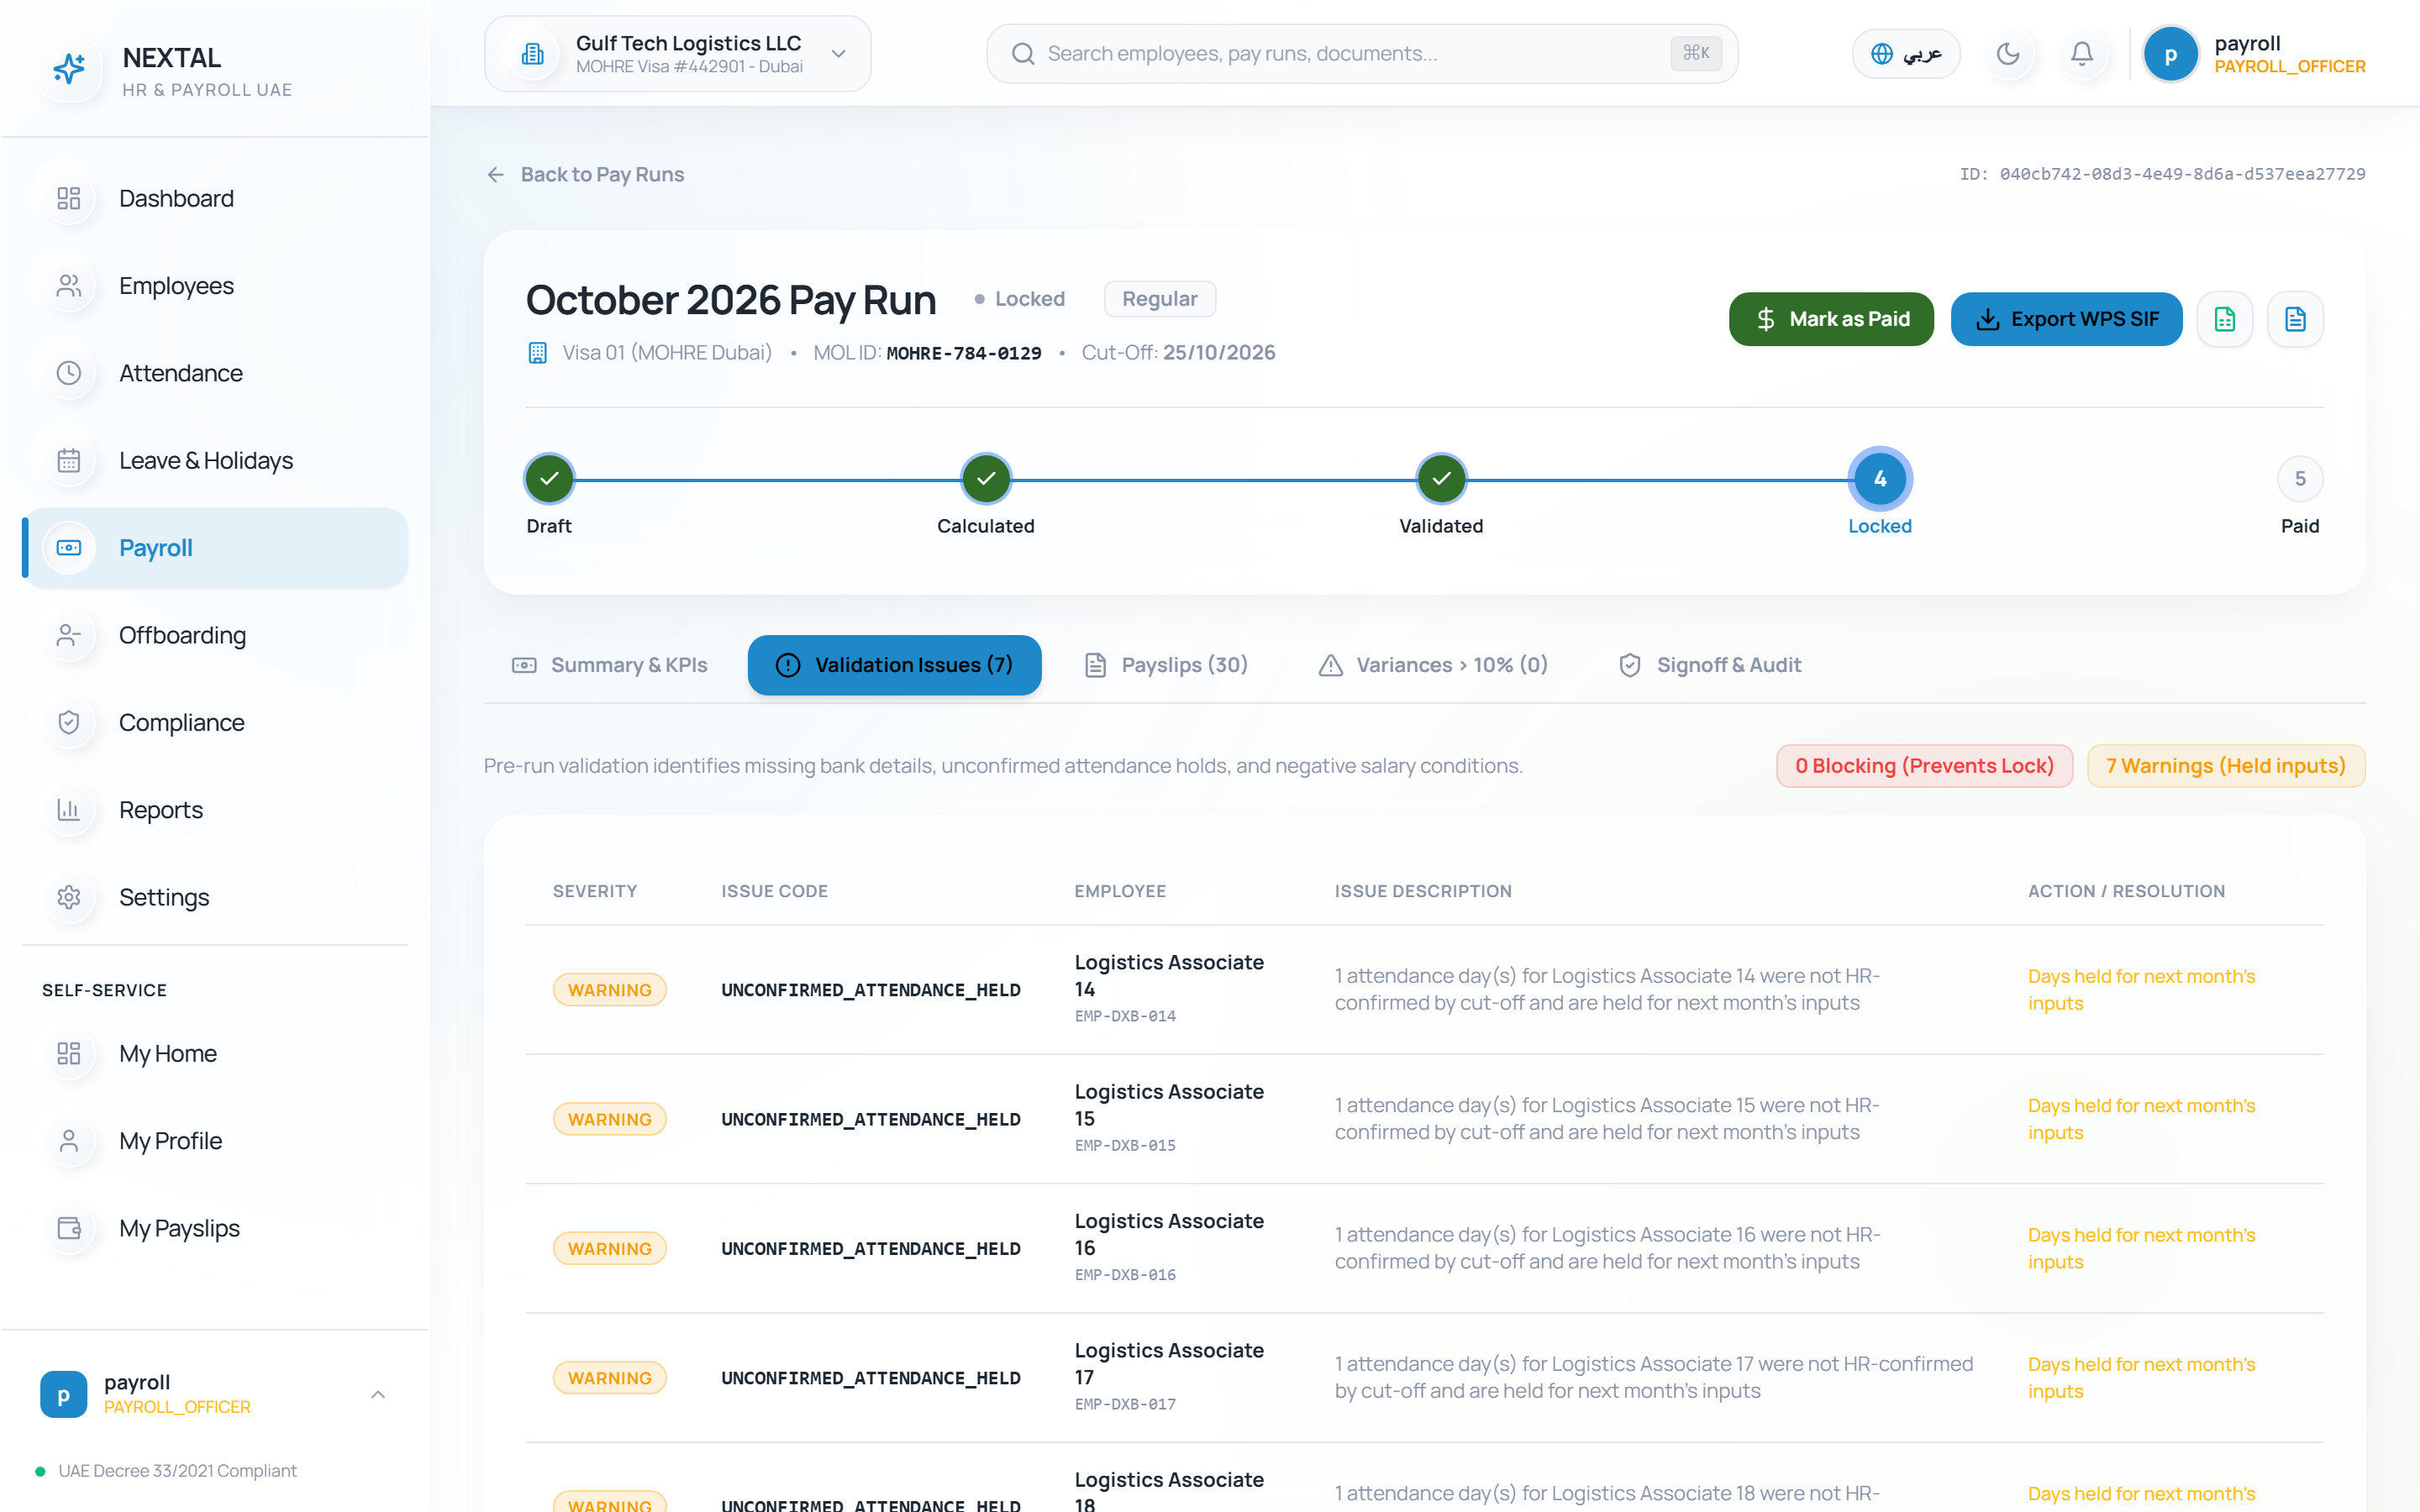 NEXTAL
HR & PAYROLL UAE
Dashboard
Employees
Attendance
Leave & Holidays
Payroll
Offboarding
Compliance
Reports
Settings
SELF-SERVICE
My Home
My Profile
My Payslips
p
payroll
PAYROLL_OFFICER
UAE Decree 33/2021 Compliant
Gulf Tech Logistics LLC
MOHRE Visa #442901 - Dubai
Search employees, pay runs, documents...
⌘K
عربي
p
payroll
PAYROLL_OFFICER
Back to Pay Runs
ID: 040cb742-08d3-4e49-8d6a-d537eea27729
October 2026 Pay Run
Locked
Regular
Visa 01 (MOHRE Dubai) • MOL ID: MOHRE-784-0129 • Cut-Off: 25/10/2026
Mark as Paid
Export WPS SIF
Draft
Calculated
Validated
4
Locked
5
Paid
Summary & KPIs
Validation Issues (7)
Payslips (30)
Variances > 10% (0)
Signoff & Audit
Pre-run validation identifies missing bank details, unconfirmed attendance holds, and negative salary conditions.
0 Blocking (Prevents Lock)
7 Warnings (Held inputs)
SEVERITY
ISSUE CODE
EMPLOYEE
ISSUE DESCRIPTION
ACTION / RESOLUTION
WARNING
UNCONFIRMED_ATTENDANCE_HELD
Logistics Associate
14
EMP-DXB-014
1 attendance day(s) for Logistics Associate 14 were not HR-
confirmed by cut-off and are held for next month's inputs
Days held for next month's
inputs
WARNING
UNCONFIRMED_ATTENDANCE_HELD
Logistics Associate
15
EMP-DXB-015
1 attendance day(s) for Logistics Associate 15 were not HR-
confirmed by cut-off and are held for next month's inputs
Days held for next month's
inputs
WARNING
UNCONFIRMED_ATTENDANCE_HELD
Logistics Associate
16
EMP-DXB-016
1 attendance day(s) for Logistics Associate 16 were not HR-
confirmed by cut-off and are held for next month's inputs
Days held for next month's
inputs
WARNING
UNCONFIRMED_ATTENDANCE_HELD
Logistics Associate
17
EMP-DXB-017
1 attendance day(s) for Logistics Associate 17 were not HR-confirmed
by cut-off and are held for next month's inputs
Days held for next month's
inputs
WARNING
UNCONFIRMED_ATTENDANCE_HELD
Logistics Associate
18
1 attendance day(s) for Logistics Associate 18 were not HR-
Days held for next month's